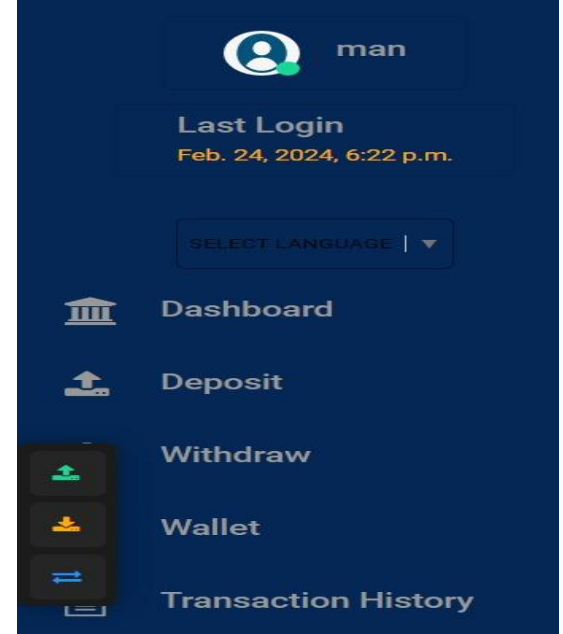 man
Last Login
Feb. 24, 2024, 6:22 p.m.
SELECT LANGUAGE
Dashboard
Deposit
Withdraw
Wallet
Transaction History